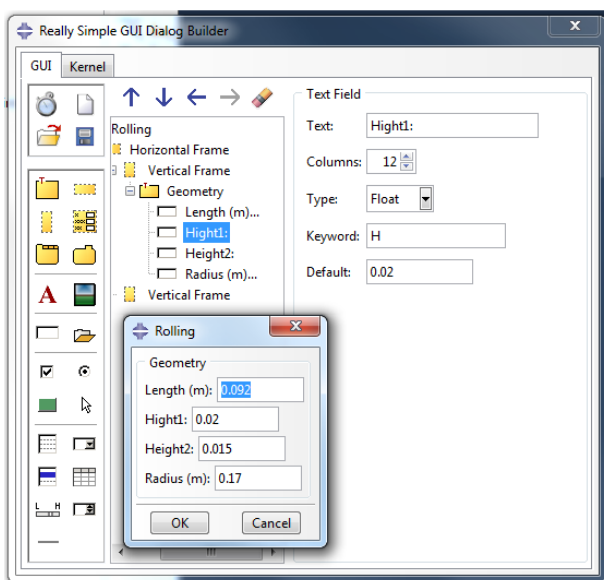 Really Simple GUI Dialog Builder
x
GUI Kernel
Rolling
Horizontal Frame
Vertical Frame
Geometry
Length (m)...
Hight1:
Height2:
Radius (m)...
Vertical Frame
Text Field
Text: Hight1:
Columns: 12
Type: Float
Keyword: H
Default: 0.02
T
A
L H
Rolling
x
Geometry
Length (m): 0.092
Hight1: 0.02
Height2: 0.015
Radius (m): 0.17
OK Cancel